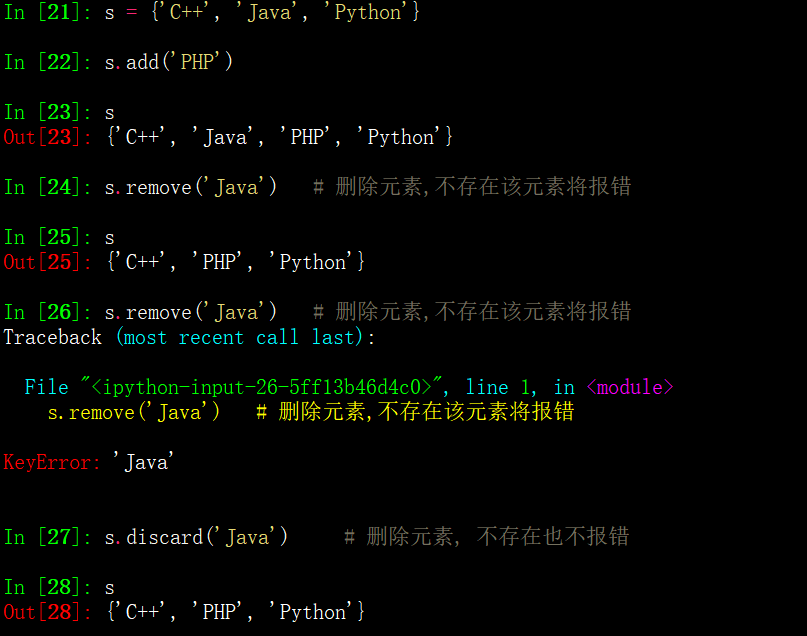 In [21]: s = {'C++', 'Java', 'Python'}
In [22]: s.add('PHP')
In [23]: s
Out[23]: {'C++', 'Java', 'PHP', 'Python'}
In [24]: s.remove('Java')   # 删除元素,不存在该元素将报错
In [25]: s
Out[25]: {'C++', 'PHP', 'Python'}
In [26]: s.remove('Java')   # 删除元素,不存在该元素将报错
Traceback (most recent call last):
  File "<ipython-input-26-5ff13b46d4c0>", line 1, in <module>
    s.remove('Java')   # 删除元素,不存在该元素将报错
KeyError: 'Java'
In [27]: s.discard('Java')     # 删除元素, 不存在也不报错
In [28]: s
Out[28]: {'C++', 'PHP', 'Python'}